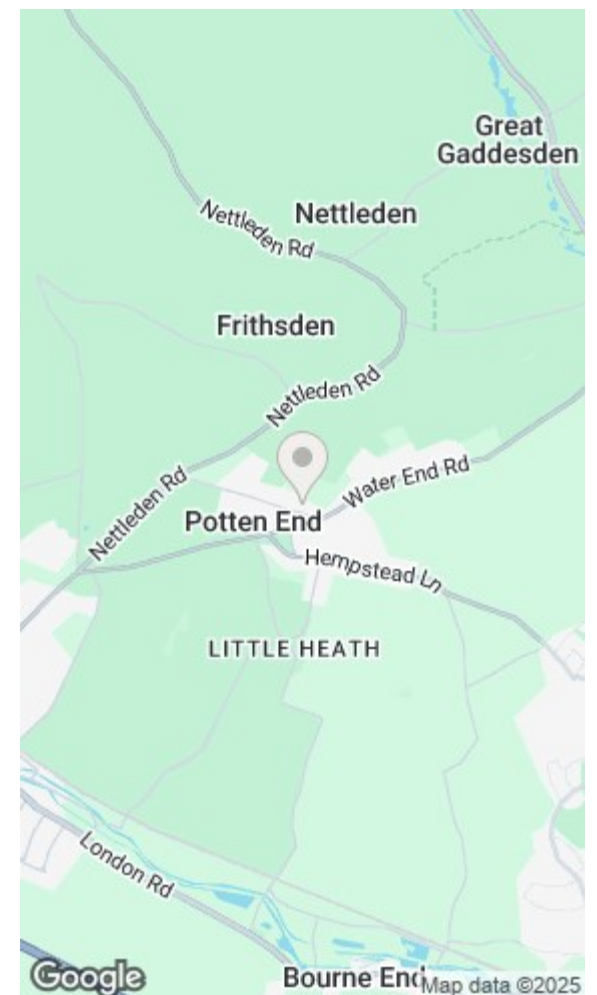 Great
Gaddesden
Nettleden
Nettleden Rd
Frithsden
Nettleden Rd
Water End Rd
Nettleden Rd
Potten End
Hempstead Ln
LITTLE HEATH
London Rd
Bourne End
Google
Map data ©2025